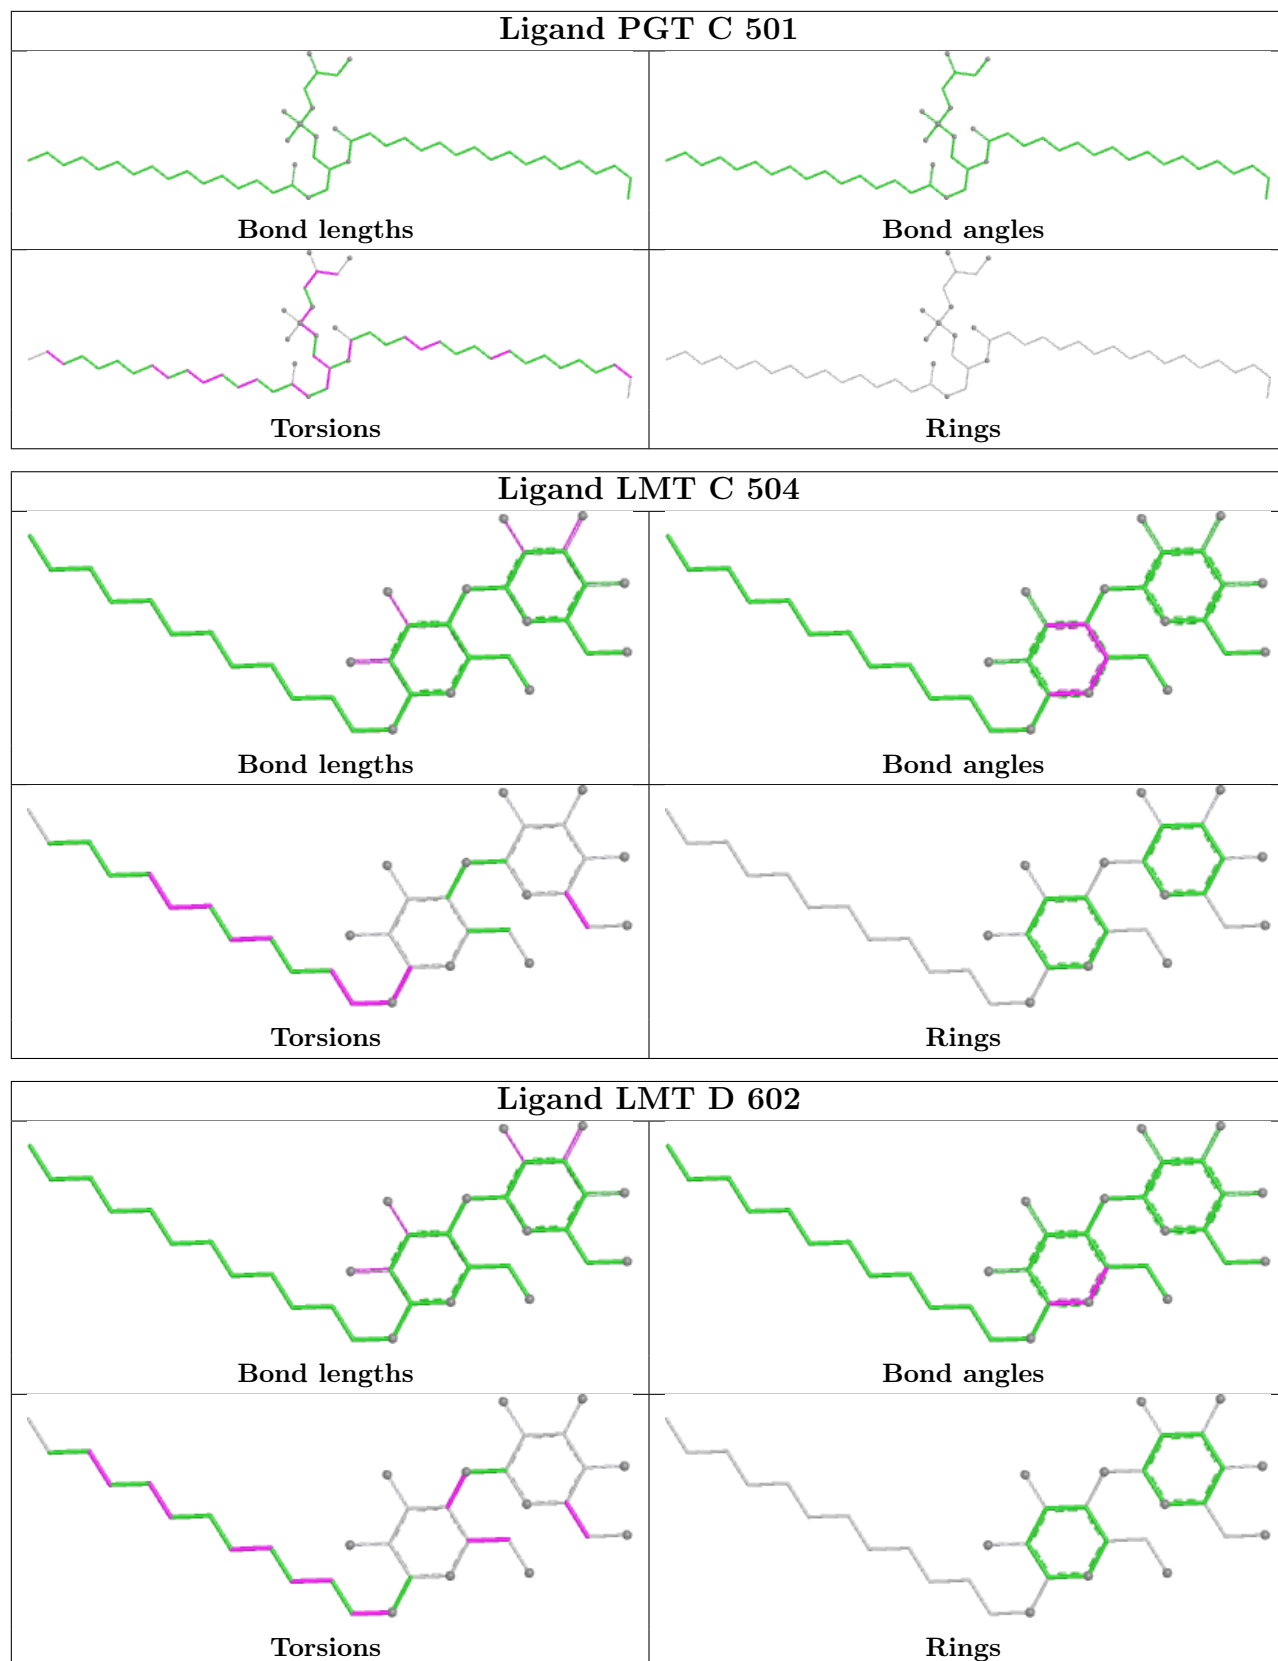 Ligand PGT C 501
Bond lengths
Bond angles
Torsions
Rings
Ligand LMT C 504
Bond lengths
Bond angles
Torsions
Rings
Ligand LMT D 602
Bond lengths
Bond angles
Torsions
Rings